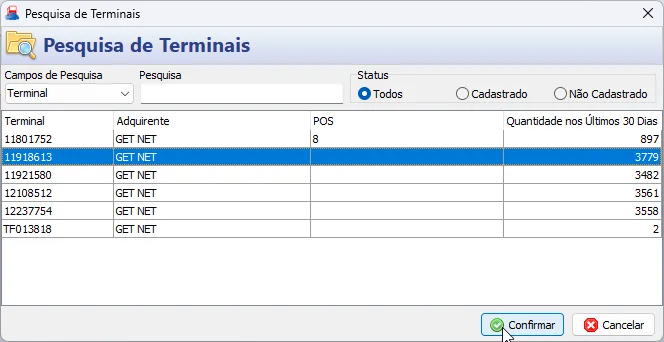 Pesquisa de Terminais
Pesquisa de Terminais
Campos de Pesquisa Pesquisa Status
Terminal Todos Cadastrado Não Cadastrado
Terminal Adquirente POS Quantidade nos Últimos 30 Dias
11801752 GET NET 8 897
11918613 GET NET 3779
11921580 GET NET 3482
12108512 GET NET 3561
12237754 GET NET 3558
TF013818 GET NET 2
Confirmar Cancelar